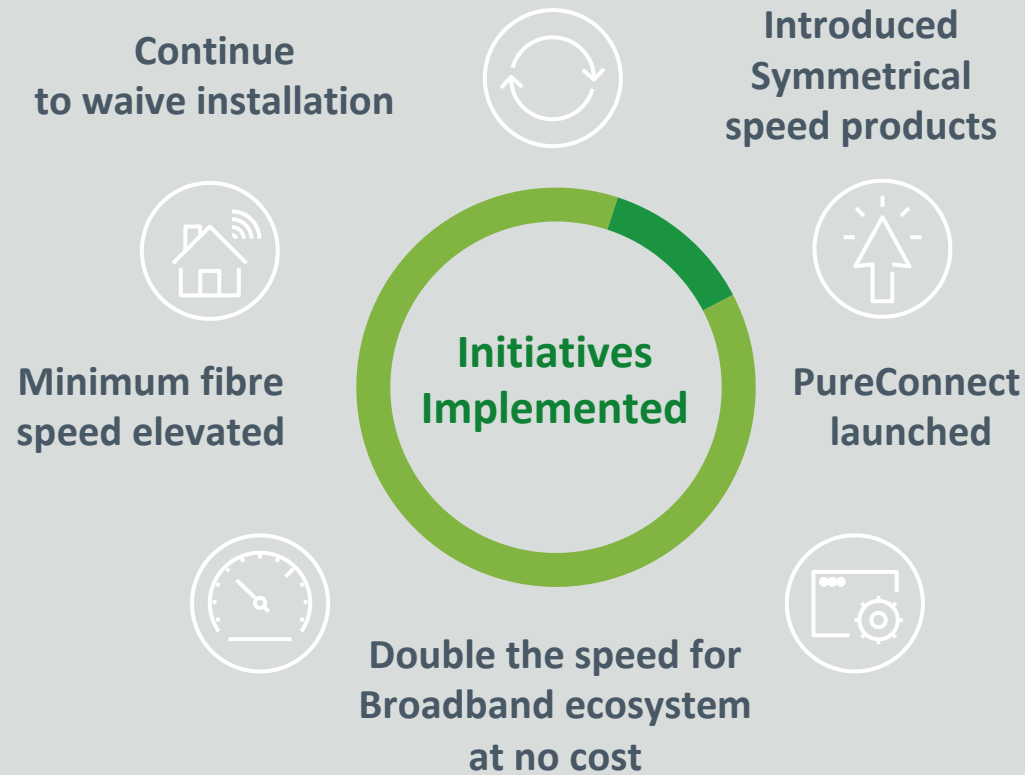 Continue
to waive installation
Introduced
Symmetrical
speed products
Initiatives
Implemented
Minimum fibre
speed elevated
PureConnect
launched
Double the speed for
Broadband ecosystem
at no cost